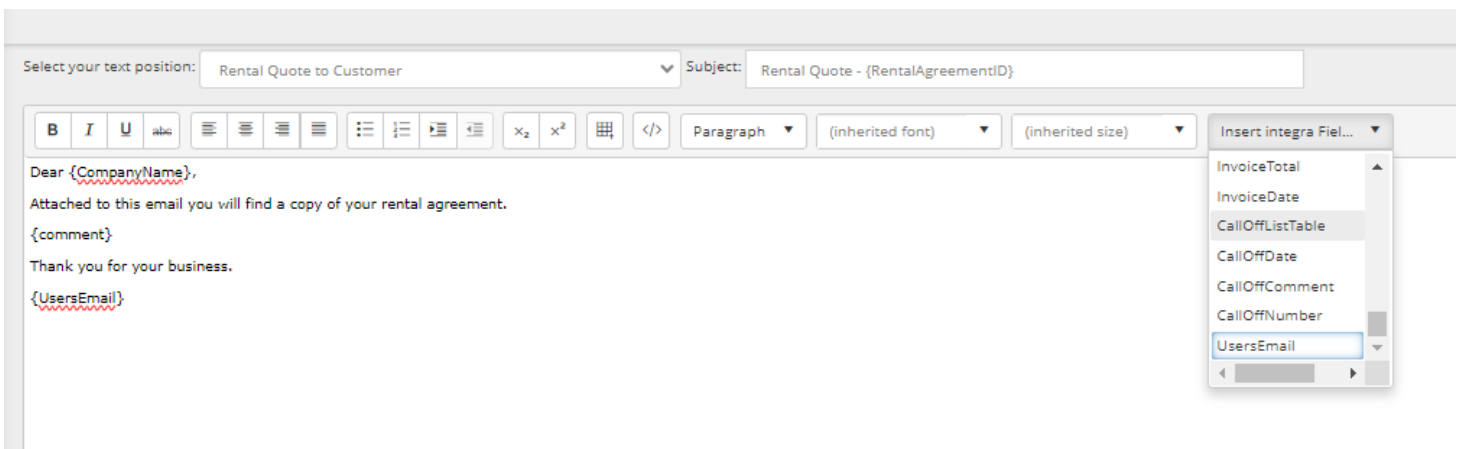 Select your text position: Rental Quote to Customer Subject: Rental Quote - {RentalAgreementID}
B I U abc x₂ x² </> Paragraph (inherited font) (inherited size) Insert integra Fiel...
Dear {CompanyName},
Attached to this email you will find a copy of your rental agreement.
{comment}
Thank you for your business.
{UsersEmail}
InvoiceTotal
InvoiceDate
CallOffListTable
CallOffDate
CallOffComment
CallOffNumber
UsersEmail